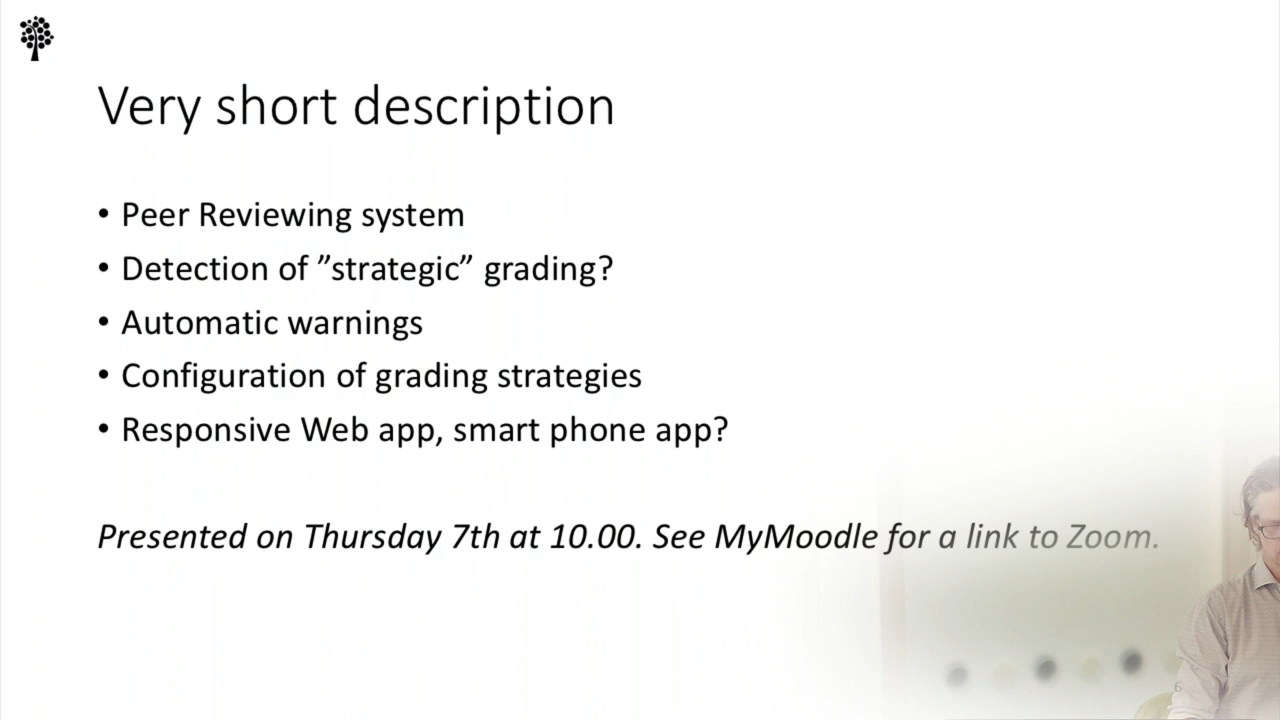 Very short description
• Peer Reviewing system
• Detection of ”strategic” grading?
• Automatic warnings
• Configuration of grading strategies
• Responsive Web app, smart phone app?
Presented on Thursday 7th at 10.00. See MyMoodle for a link to Zoom.
6